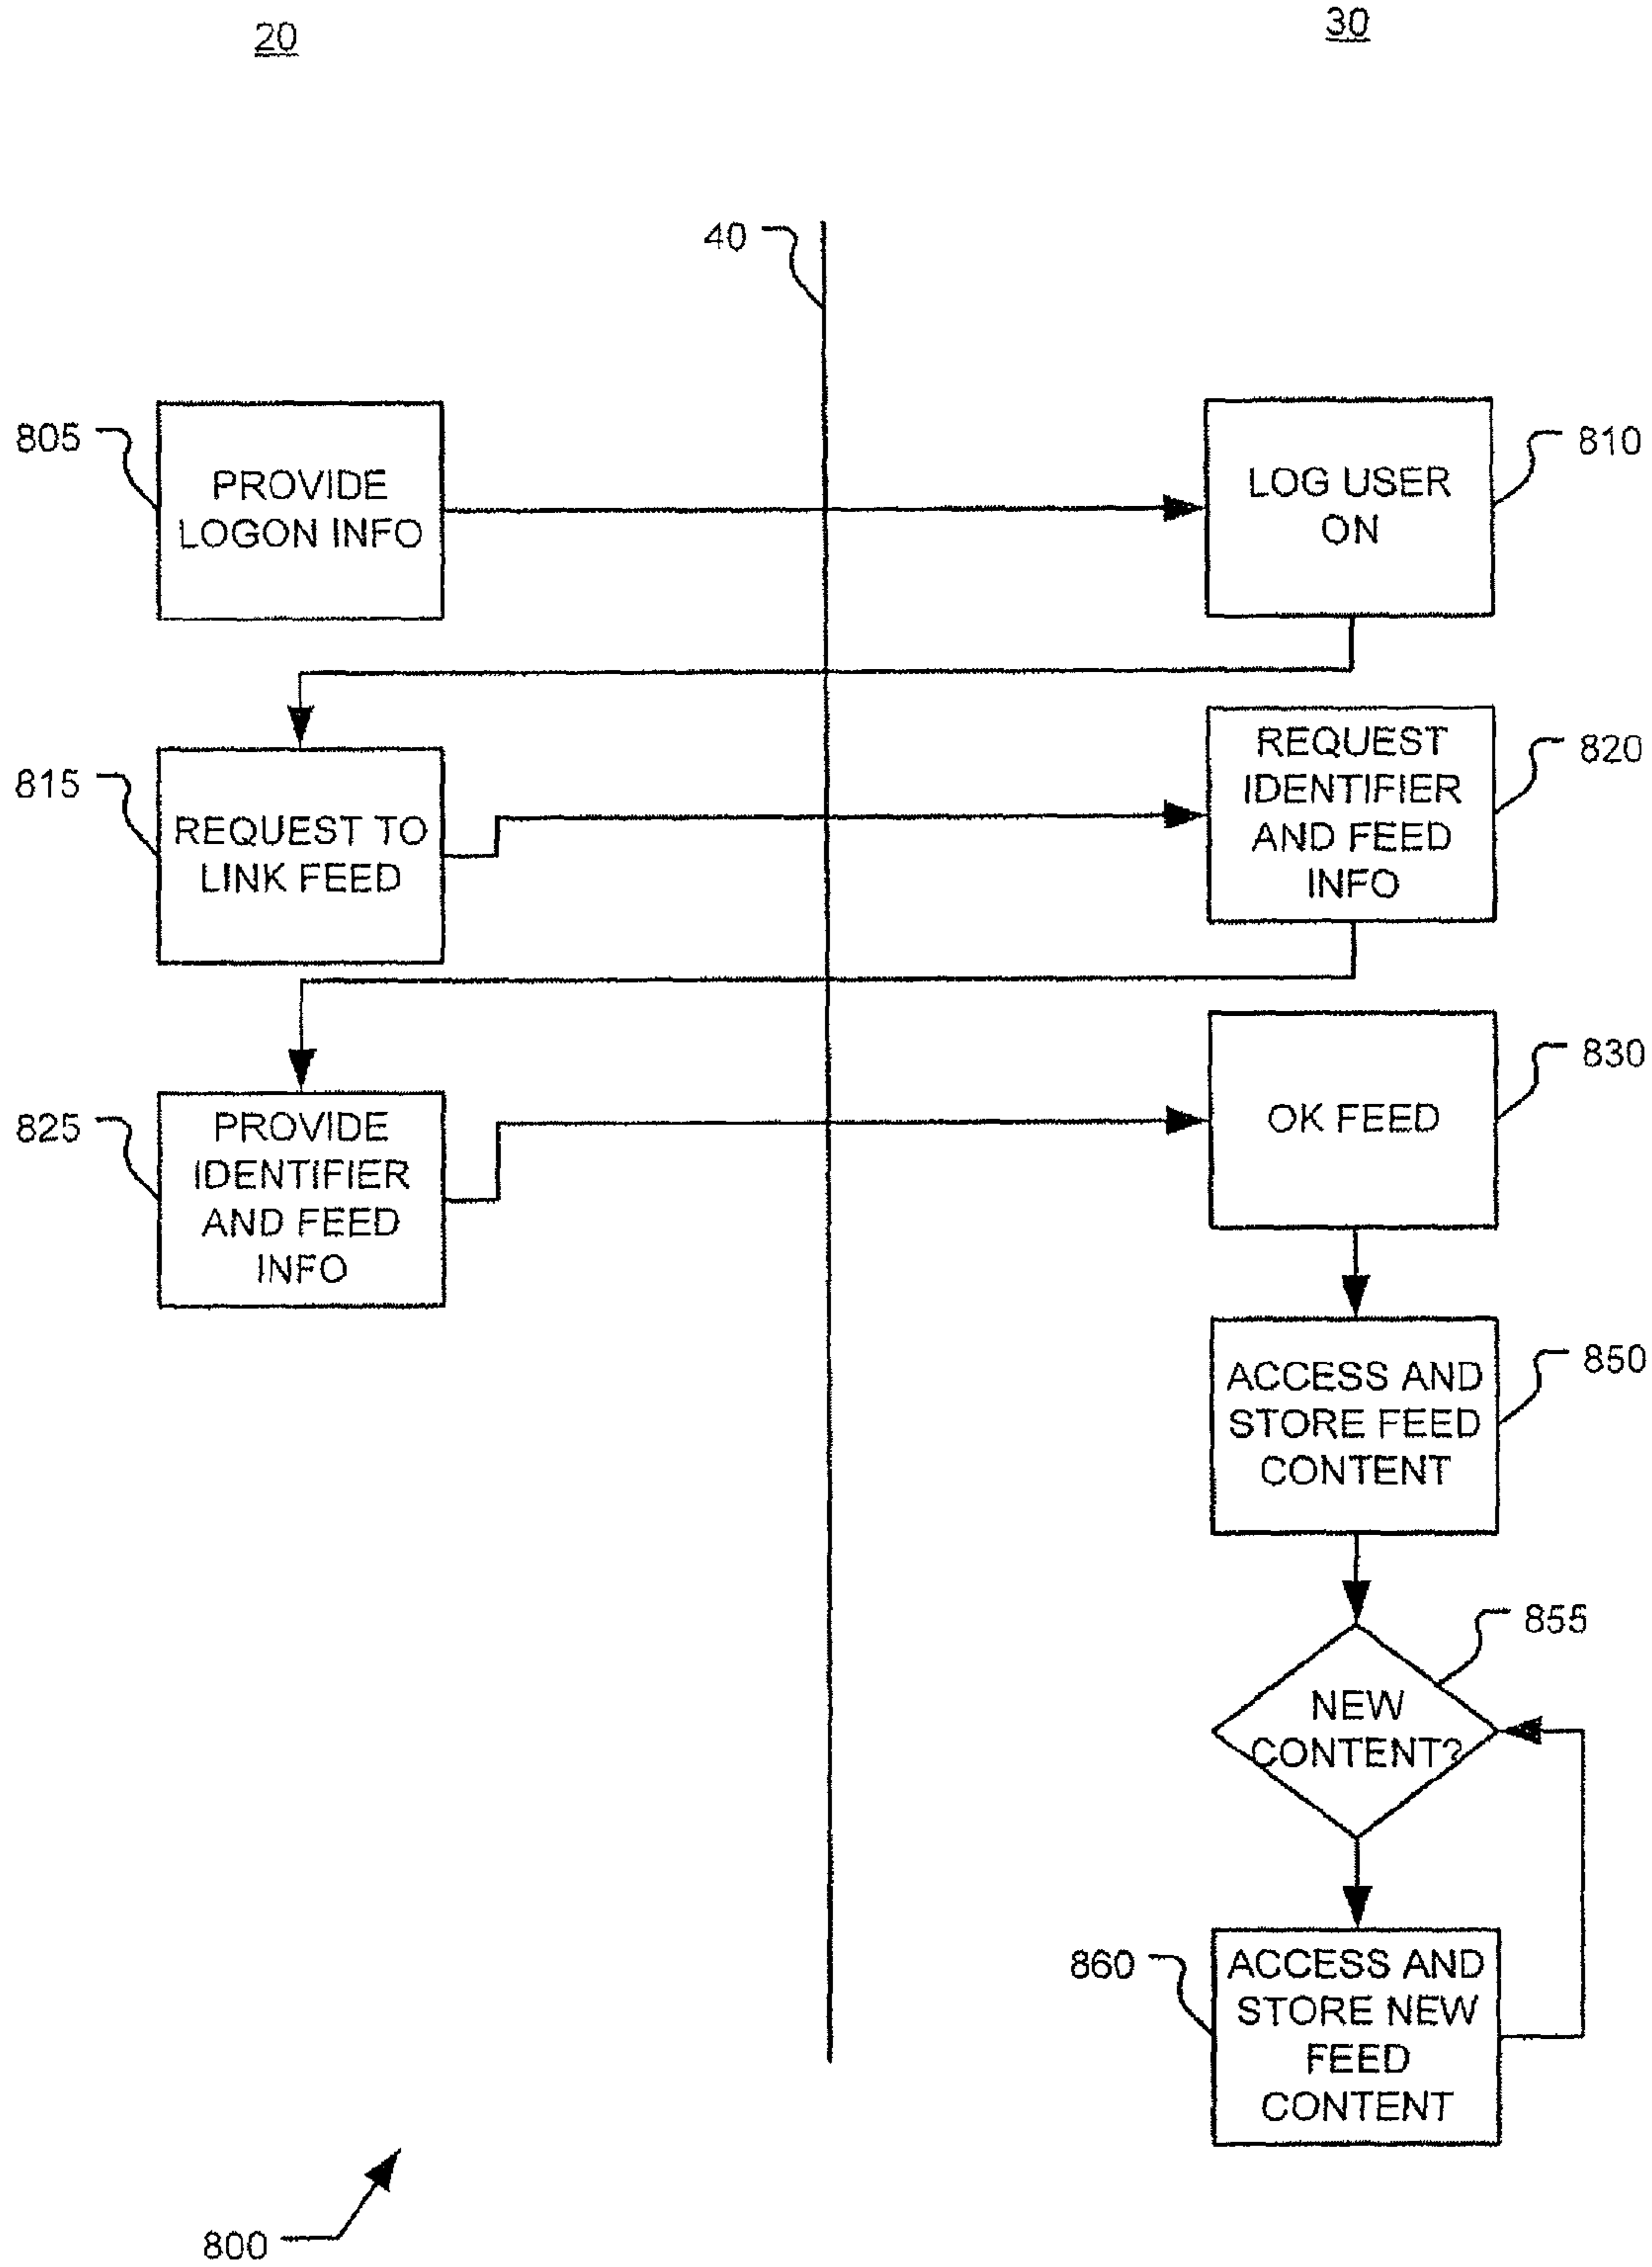 20
30
40
805
PROVIDE
LOGON INFO
LOG USER
ON
810
815
REQUEST TO
LINK FEED
REQUEST
IDENTIFIER
AND FEED
INFO
820
825
PROVIDE
IDENTIFIER
AND FEED
INFO
OK FEED
830
ACCESS AND
STORE FEED
CONTENT
850
NEW
CONTENT?
855
860
ACCESS AND
STORE NEW
FEED
CONTENT
800